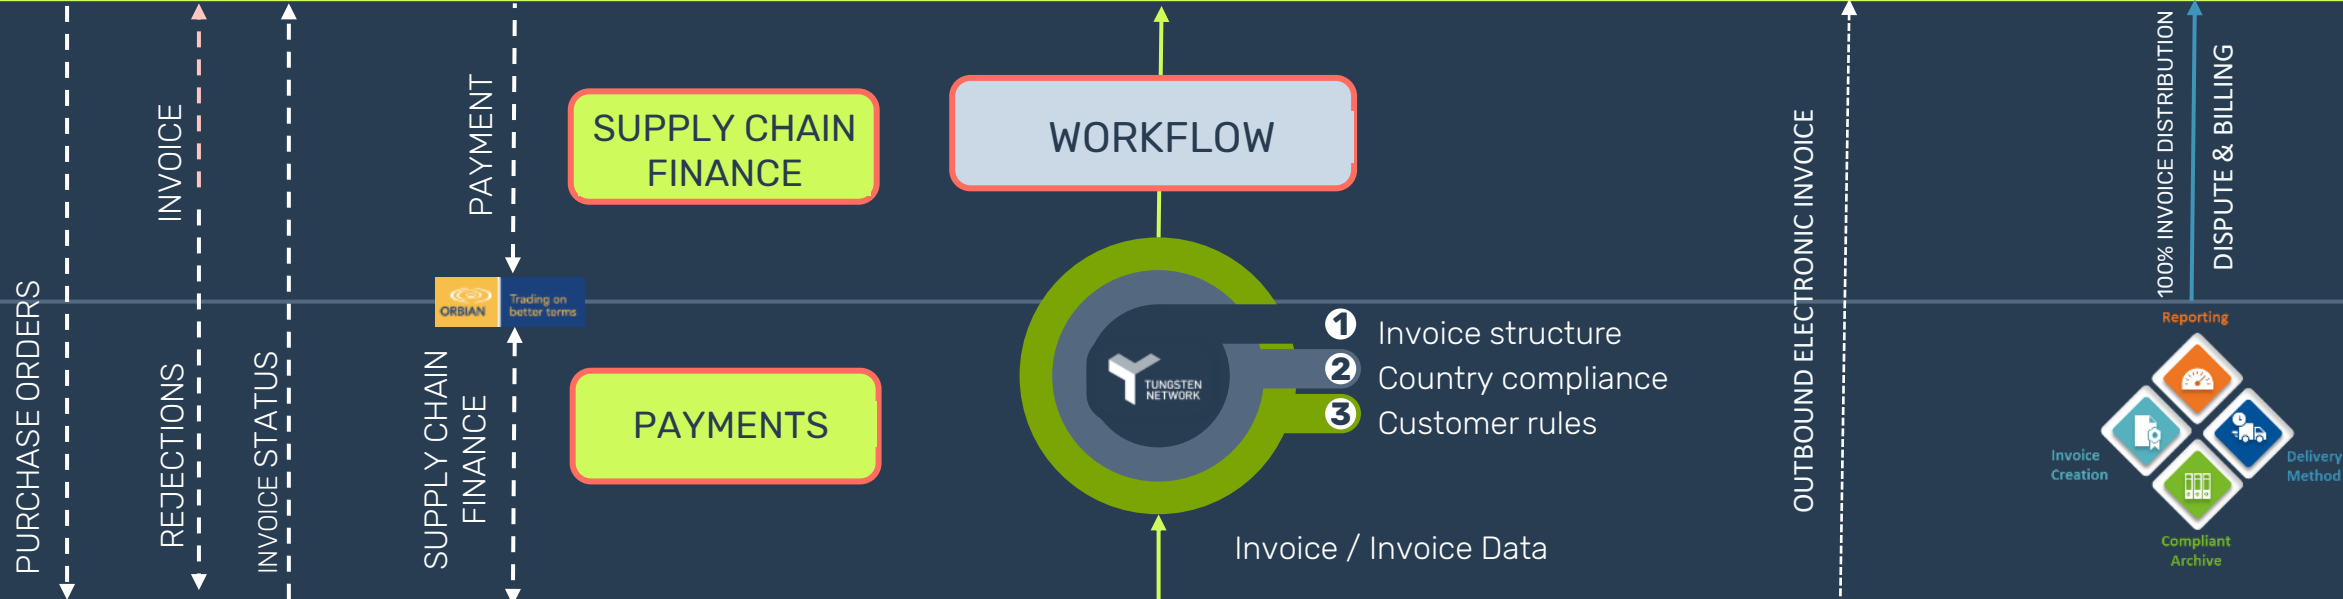 PURCHASE ORDERS
INVOICE
REJECTIONS
INVOICE STATUS
PAYMENT
ORBIAN
Trading on
better terms
SUPPLY CHAIN
FINANCE
SUPPLY CHAIN
FINANCE
PAYMENTS
WORKFLOW
TUNGSTEN
NETWORK
1 Invoice structure
2 Country compliance
3 Customer rules
Invoice / Invoice Data
OUTBOUND ELECTRONIC INVOICE
100% INVOICE DISTRIBUTION
DISPUTE & BILLING
Reporting
Invoice
Creation
Delivery
Method
Compliant
Archive